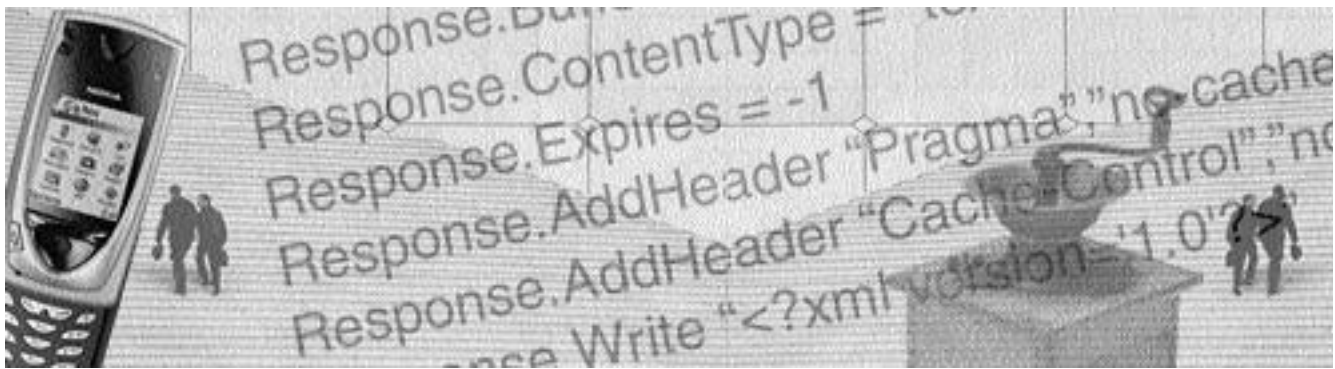 Response.
Response.ContentType =
Response.Expires = -1
Response.AddHeader “Pragma”,”no-cache
Response.AddHeader “Cache-Control”,”no
Write “<?xml version='1.0'?>”